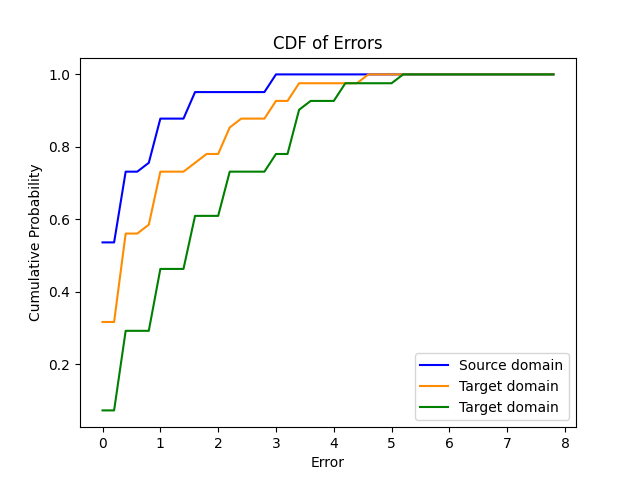 CDF of Errors
Cumulative Probability
1.0
0.8
0.6
0.4
0.2
Source domain
Target domain
Target domain
0 1 2 3 4 5 6 7 8
Error